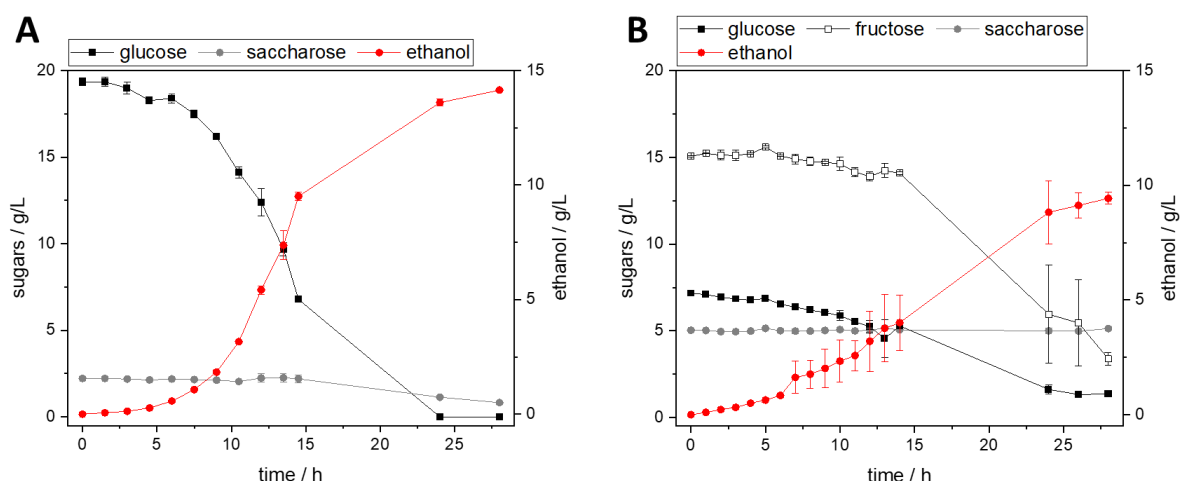 A
glucose saccharose ethanol
20
15
10
5
0
sugars / g/L
15
10
5
0
ethanol / g/L
0 5 10 15 20 25
time / h
B
glucose fructose saccharose
ethanol
20
15
10
5
0
sugars / g/L
15
10
5
0
ethanol / g/L
0 5 10 15 20 25
time / h